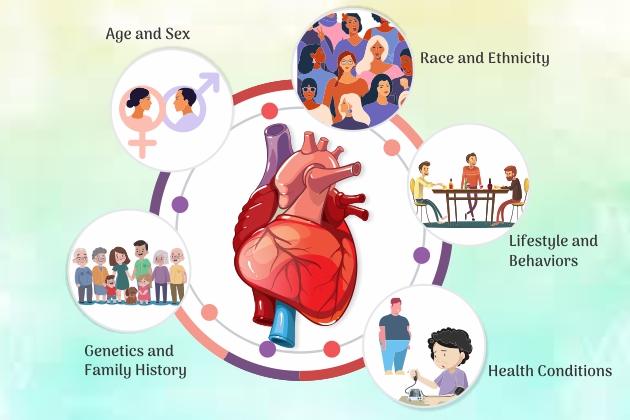 Age and Sex
Race and Ethnicity
Lifestyle and
Behaviors
Genetics and
Family History
Health Conditions